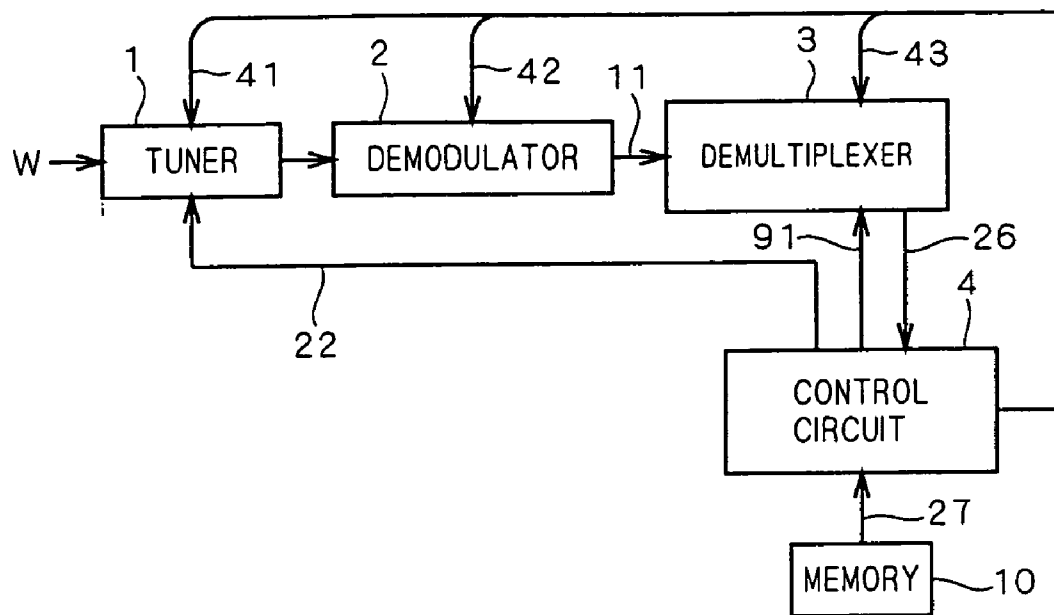 1
41
2
42
11
3
43
W
TUNER
DEMODULATOR
DEMULTIPLEXER
91
26
22
4
CONTROL
CIRCUIT
27
MEMORY
10